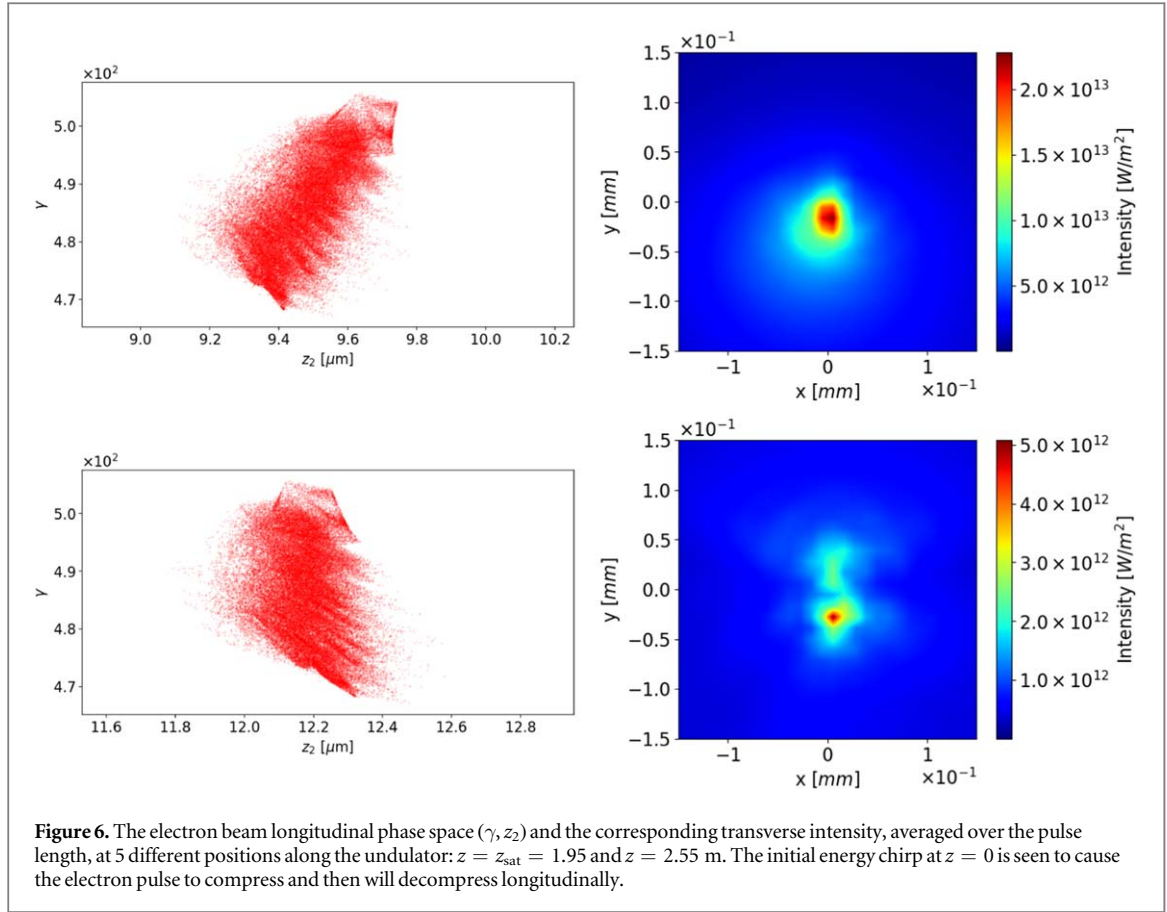 ×10²
5.0
4.9
4.8
4.7
γ
9.0 9.2 9.4 9.6 9.8 10.0 10.2
z₂ [μm]
1.5 ×10⁻¹
1.0
0.5
0.0
−0.5
−1.0
−1.5
y [mm]
−1 0 1
×10⁻¹
x [mm]
2.0 × 10¹³
1.5 × 10¹³
1.0 × 10¹³
5.0 × 10¹²
Intensity [W/m²]
×10²
5.0
4.9
4.8
4.7
γ
11.6 11.8 12.0 12.2 12.4 12.6 12.8
z₂ [μm]
1.5 ×10⁻¹
1.0
0.5
0.0
−0.5
−1.0
−1.5
y [mm]
−1 0 1
×10⁻¹
x [mm]
5.0 × 10¹²
4.0 × 10¹²
3.0 × 10¹²
2.0 × 10¹²
1.0 × 10¹²
Intensity [W/m²]
Figure 6. The electron beam longitudinal phase space (γ, z₂) and the corresponding transverse intensity, averaged over the pulse
length, at 5 different positions along the undulator: z = z_sat = 1.95 and z = 2.55 m. The initial energy chirp at z = 0 is seen to cause
the electron pulse to compress and then will decompress longitudinally.